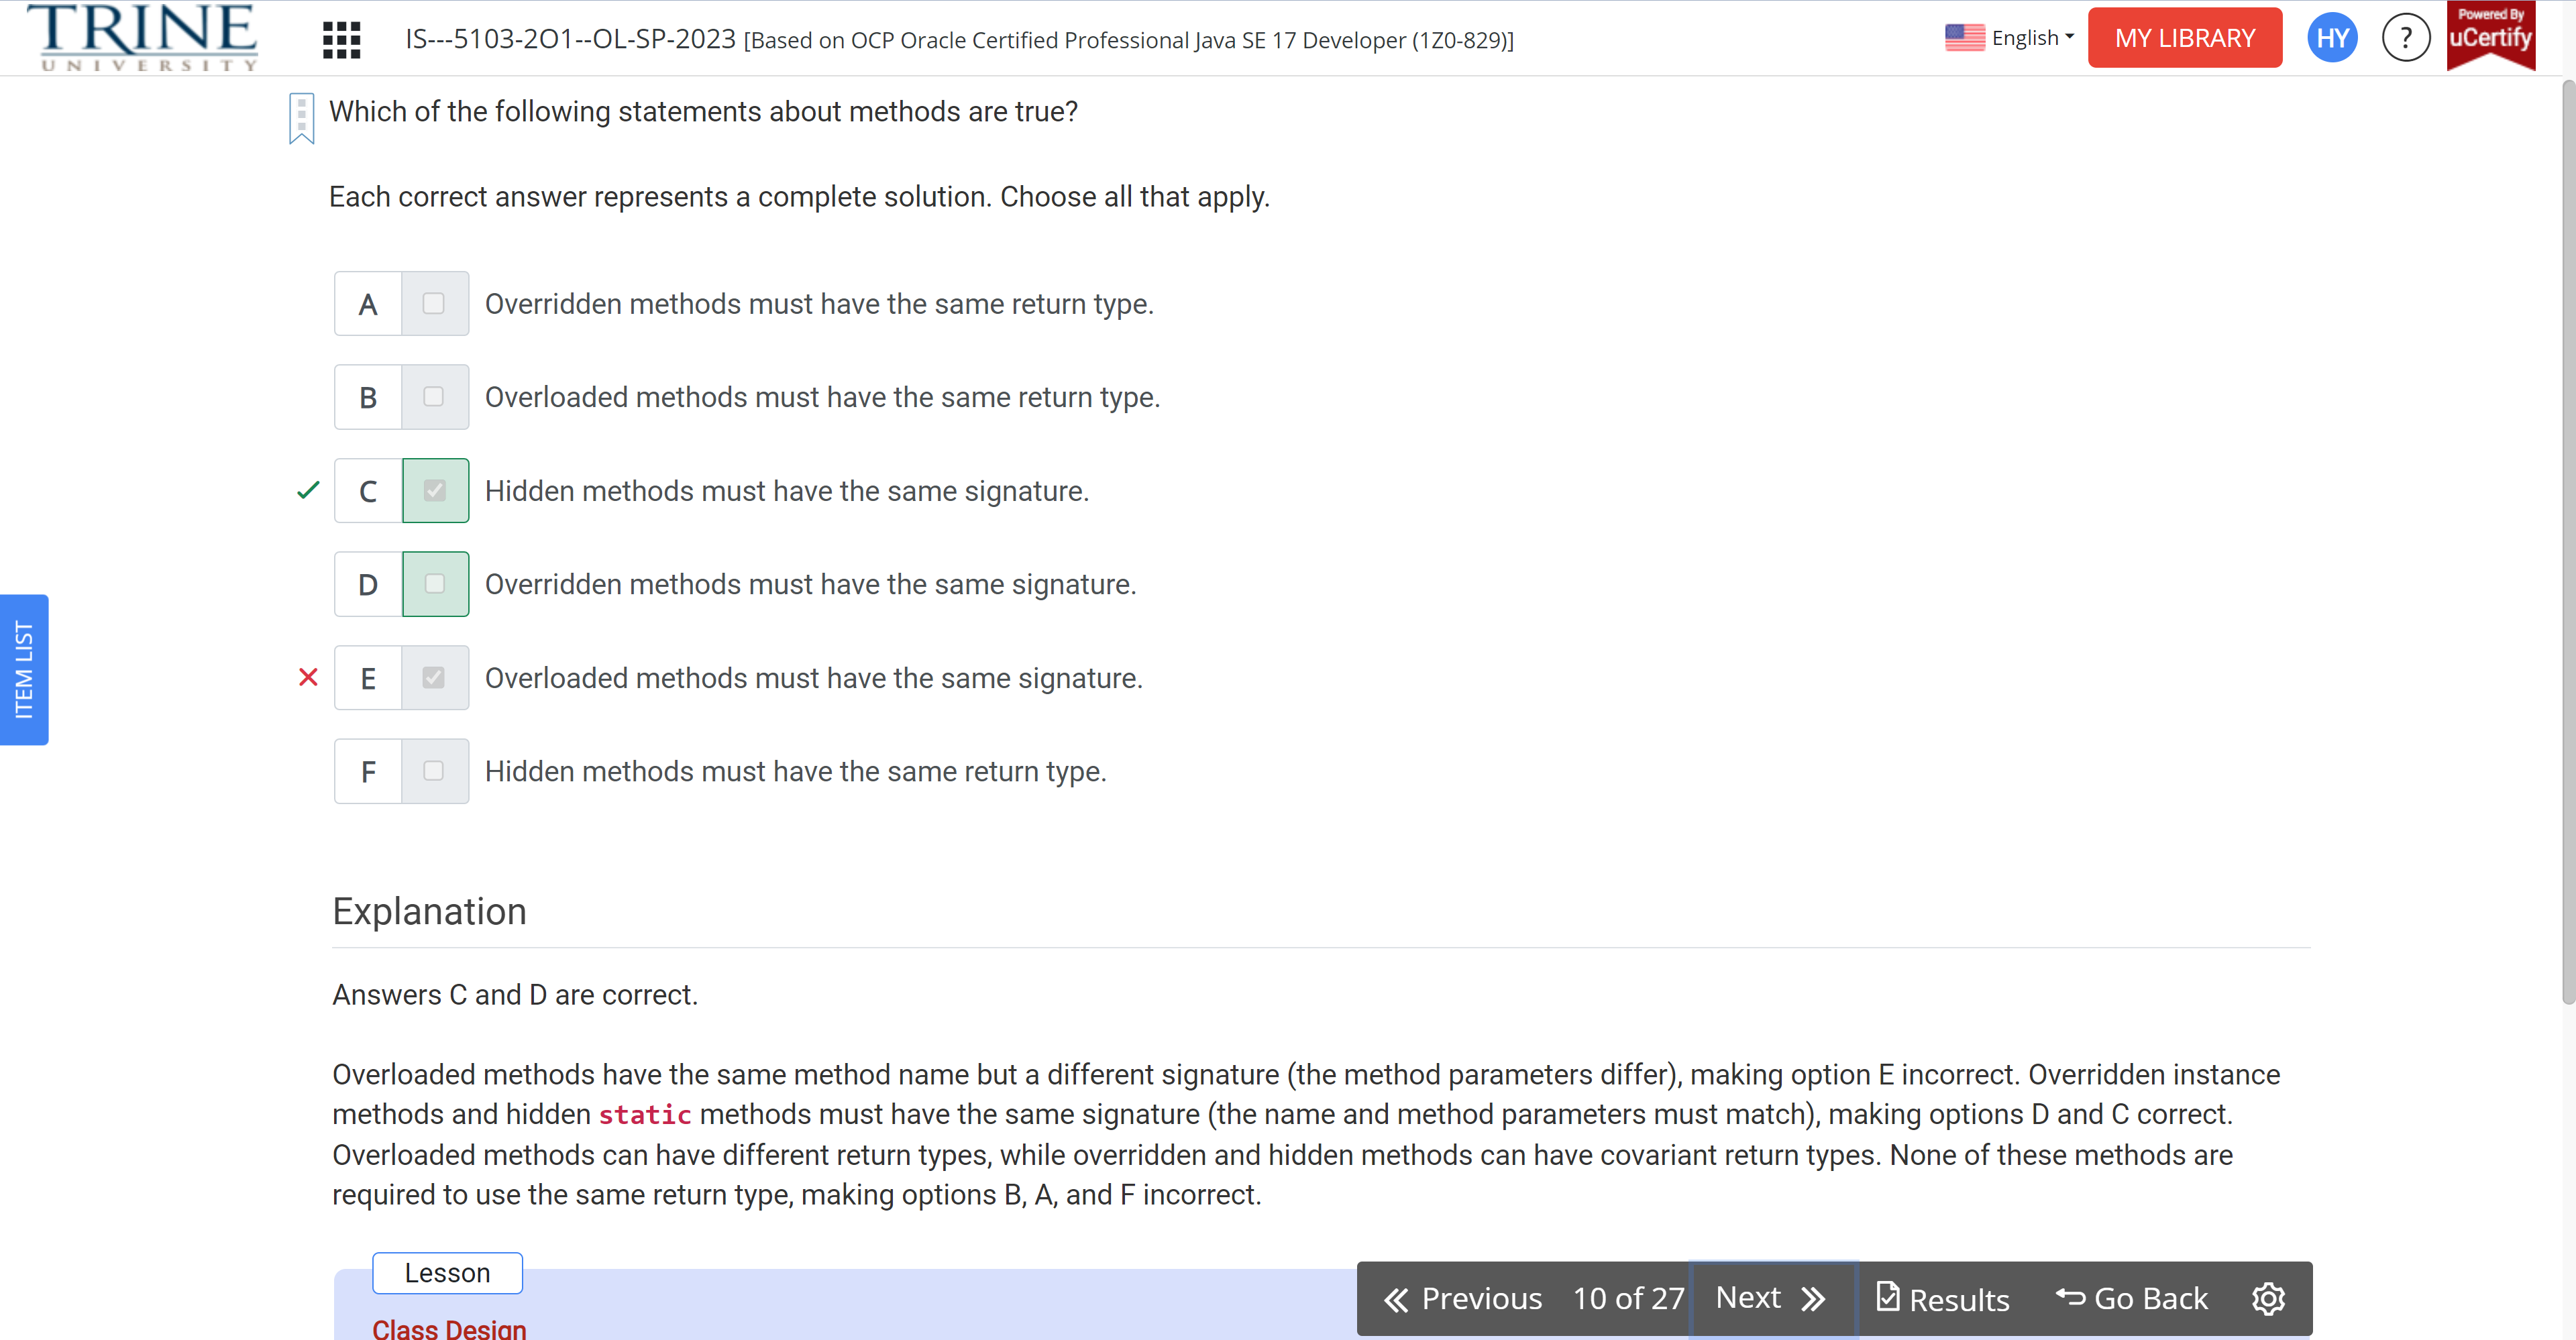 TRINE
UNIVERSITY
IS---5103-2O1--OL-SP-2023 [Based on OCP Oracle Certified Professional Java SE 17 Developer (1Z0-829)]
English
MY LIBRARY
HY
?
Powered By
uCertify
Which of the following statements about methods are true?
Each correct answer represents a complete solution. Choose all that apply.
A Overridden methods must have the same return type.
B Overloaded methods must have the same return type.
C Hidden methods must have the same signature.
D Overridden methods must have the same signature.
E Overloaded methods must have the same signature.
F Hidden methods must have the same return type.
ITEM LIST
Explanation
Answers C and D are correct.
Overloaded methods have the same method name but a different signature (the method parameters differ), making option E incorrect. Overridden instance
methods and hidden static methods must have the same signature (the name and method parameters must match), making options D and C correct.
Overloaded methods can have different return types, while overridden and hidden methods can have covariant return types. None of these methods are
required to use the same return type, making options B, A, and F incorrect.
Lesson
Class Design
Previous 10 of 27 Next Results Go Back